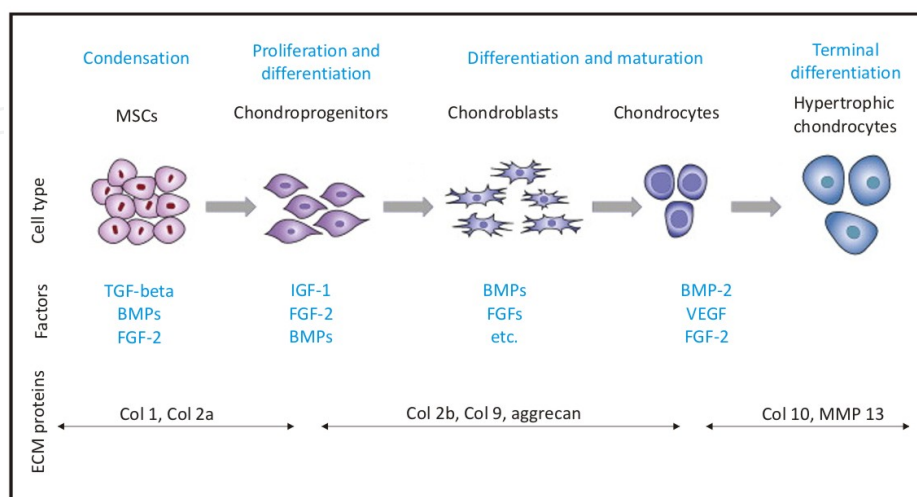 Condensation
Proliferation and
differentiation
Differentiation and maturation
Terminal
differentiation
MSCs
Chondroprogenitors
Chondroblasts
Chondrocytes
Hypertrophic
chondrocytes
Cell type
Factors
TGF-beta
BMPs
FGF-2
IGF-1
FGF-2
BMPs
BMPs
FGFs
etc.
BMP-2
VEGF
FGF-2
ECM proteins
Col 1, Col 2a
Col 2b, Col 9, aggrecan
Col 10, MMP 13